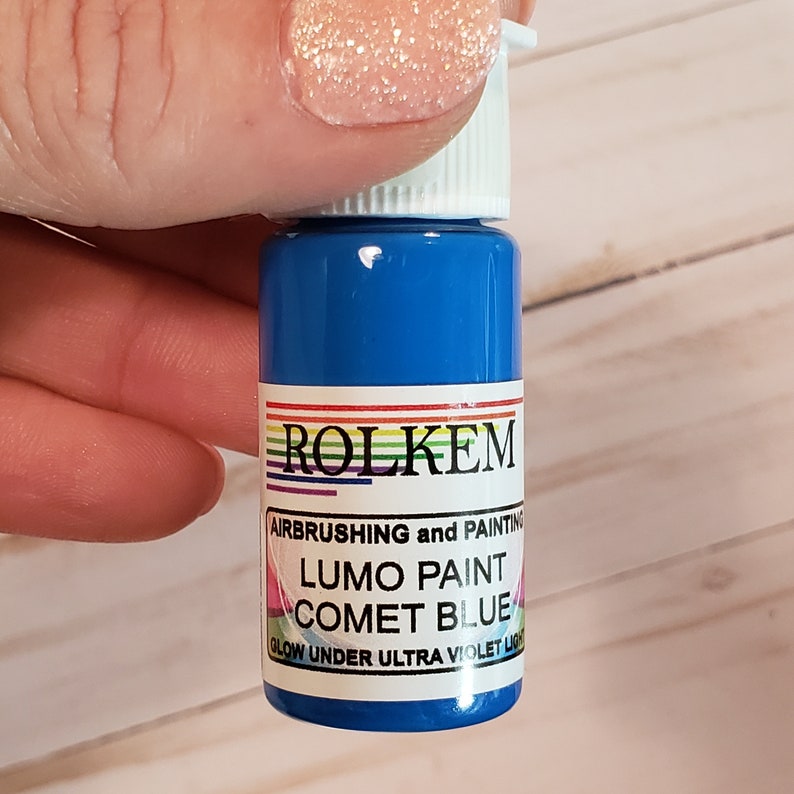 ROLKEM
AIRBRUSHING and PAINTING
LUMO PAINT
COMET BLUE
GLOW UNDER ULTRA VIOLET LIGHT